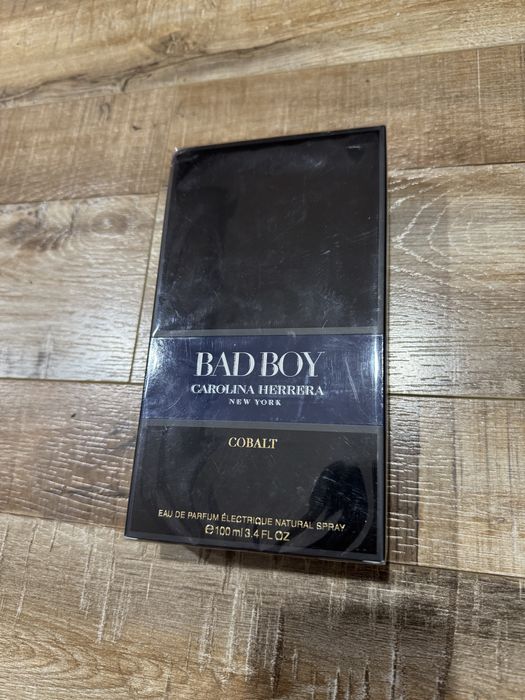 BAD BOY
CAROLINA HERRERA
NEW YORK
COBALT
EAU DE PARFUM ÉLECTRIQUE NATURAL SPRAY
℮100 ml 3.4 FL OZ